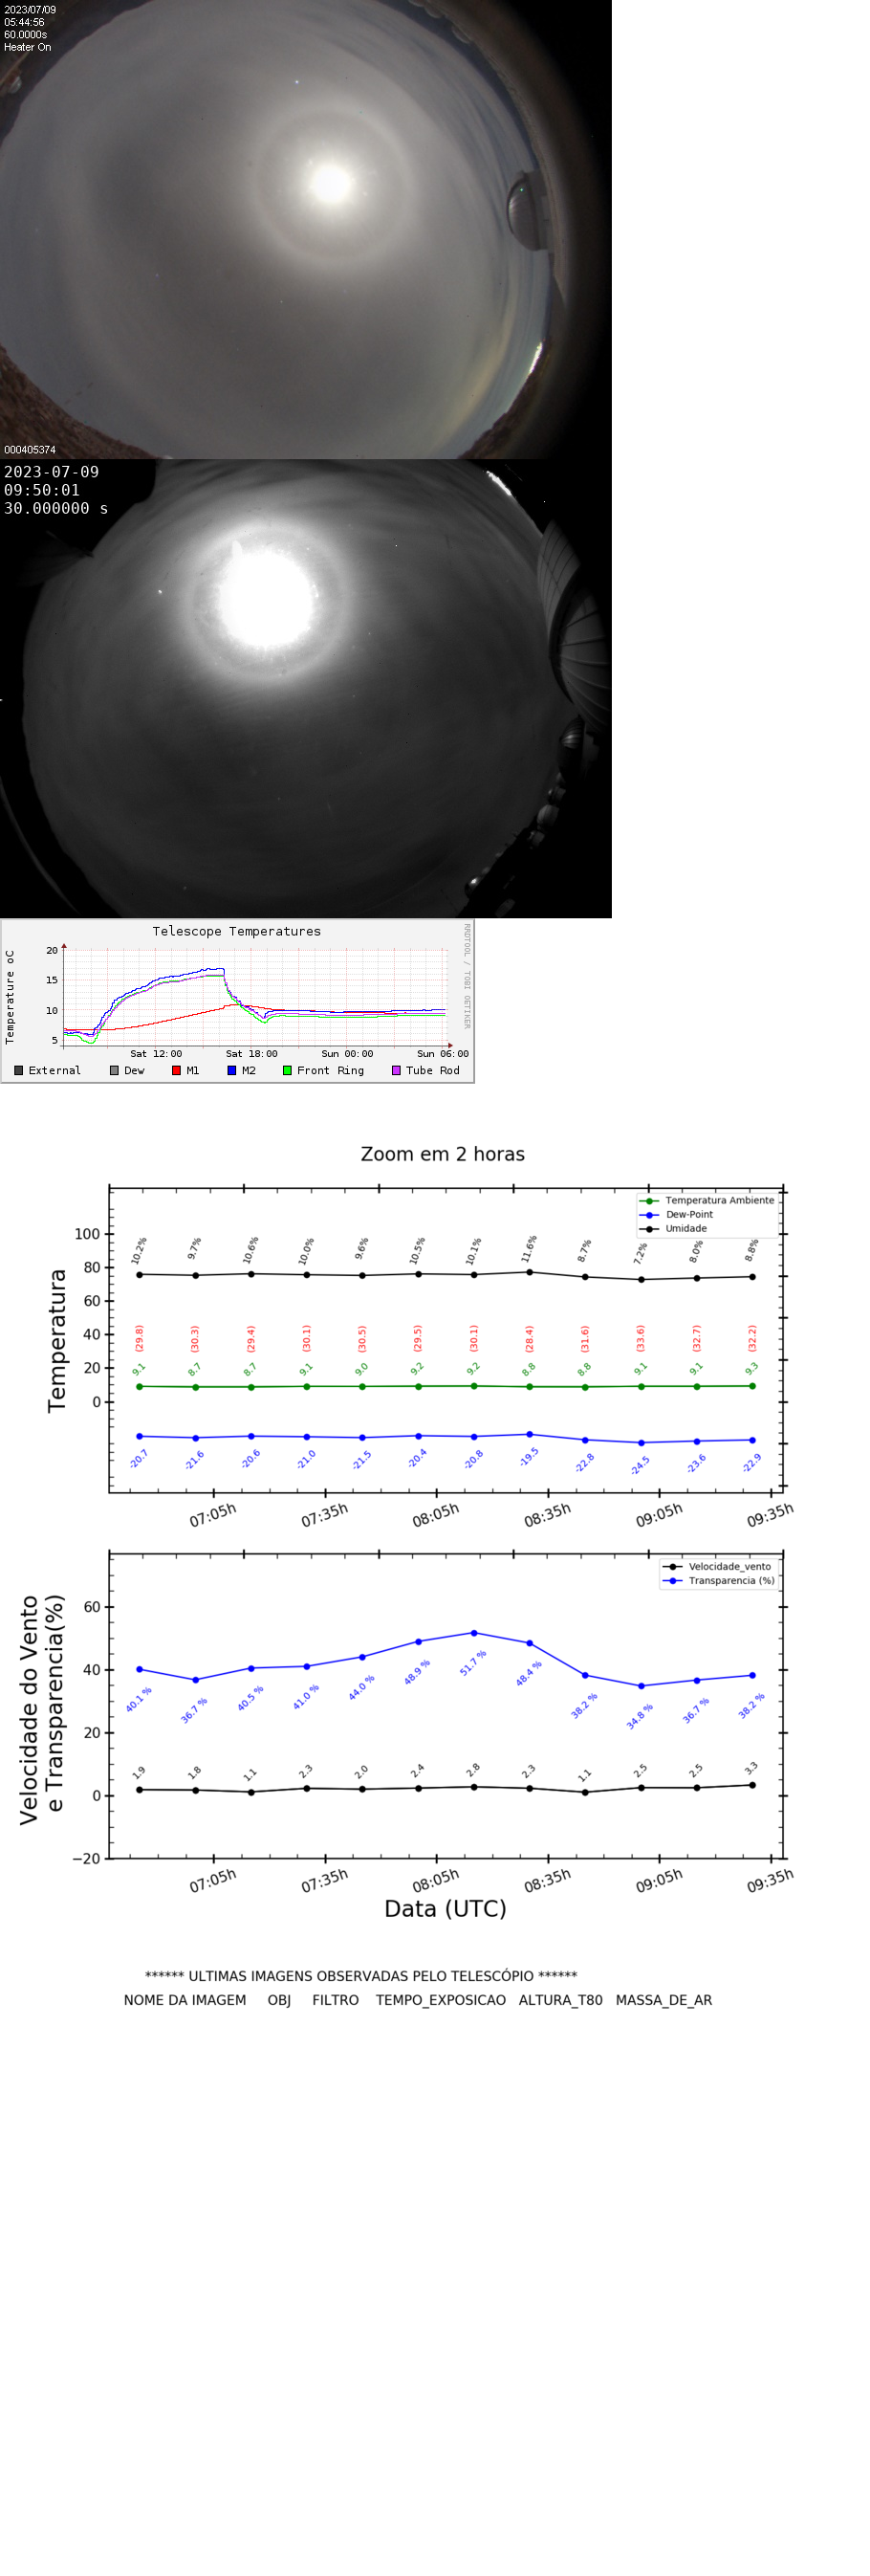 2023/07/09
05:44:56
60.0000s
Heater On
000405374
2023-07-09
09:50:01
30.000000 s
Telescope Temperatures
RRDTOOL / TOBI OETIKER
Temperature oC
20
15
10
5
Sat 12:00 Sat 18:00 Sun 00:00 Sun 06:00
External Dew M1 M2 Front Ring Tube Rod
Zoom em 2 horas
Temperatura Ambiente
Dew-Point
Umidade
Temperatura
100
80
60
40
20
0
10.2% 9.7% 10.6% 10.0% 9.6% 10.5% 10.1% 11.6% 8.7% 7.2% 8.0% 8.8%
(29.8) (30.3) (29.4) (30.1) (30.5) (29.5) (30.1) (28.4) (31.6) (33.6) (32.7) (32.2)
9.1 8.7 8.7 9.1 9.0 9.2 9.2 8.8 8.8 9.1 9.1 9.3
-20.7 -21.6 -20.6 -21.0 -21.5 -20.4 -20.8 -19.5 -22.8 -24.5 -23.6 -22.9
07:05h 07:35h 08:05h 08:35h 09:05h 09:35h
Velocidade_vento
Transparencia (%)
Velocidade do Vento
e Transparencia(%)
60
40
20
0
−20
40.1 % 36.7 % 40.5 % 41.0 % 44.0 % 48.9 % 51.7 % 48.4 % 38.2 % 34.8 % 36.7 % 38.2 %
1.9 1.8 1.1 2.3 2.0 2.4 2.8 2.3 1.1 2.5 2.5 3.3
07:05h 07:35h 08:05h 08:35h 09:05h 09:35h
Data (UTC)
****** ULTIMAS IMAGENS OBSERVADAS PELO TELESCÓPIO ******
NOME DA IMAGEM OBJ FILTRO TEMPO_EXPOSICAO ALTURA_T80 MASSA_DE_AR